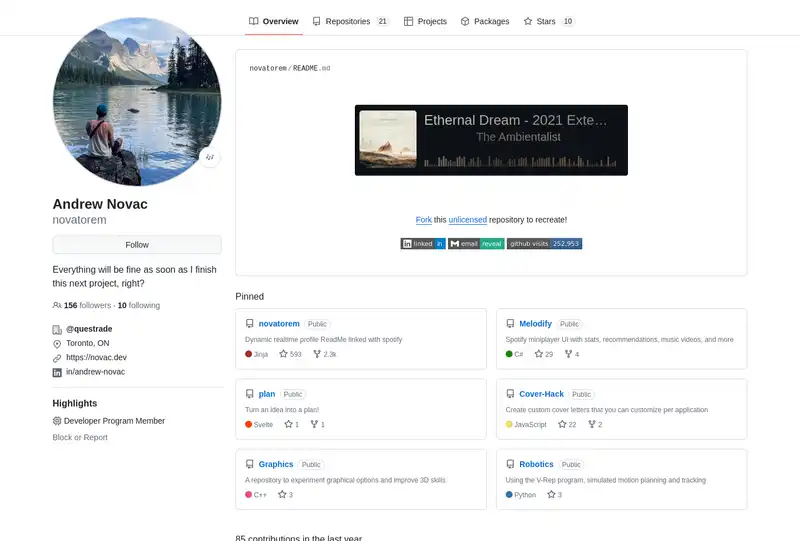 Overview
Repositories 21
Projects
Packages
Stars 10
novatorem/README.md
Ethernal Dream - 2021 Exte...
The Ambientalist
Fork this unlicensed repository to recreate!
linked in
email reveal
github visits 252,953
Andrew Novac
novatorem
Follow
Everything will be fine as soon as I finish
this next project, right?
156 followers · 10 following
@questrade
Toronto, ON
https://novac.dev
in/andrew-novac
Highlights
Developer Program Member
Block or Report
Pinned
novatorem Public
Dynamic realtime profile ReadMe linked with spotify
Jinja 593 2.3k
Melodify Public
Spotify miniplayer UI with stats, recommendations, music videos, and more
C# 29 4
plan Public
Turn an idea into a plan!
Svelte 1 1
Cover-Hack Public
Create custom cover letters that you can customize per application
JavaScript 22 2
Graphics Public
A repository to experiment graphical options and improve 3D skills
C++ 3
Robotics Public
Using the V-Rep program, simulated motion planning and tracking
Python 3
85 contributions in the last year